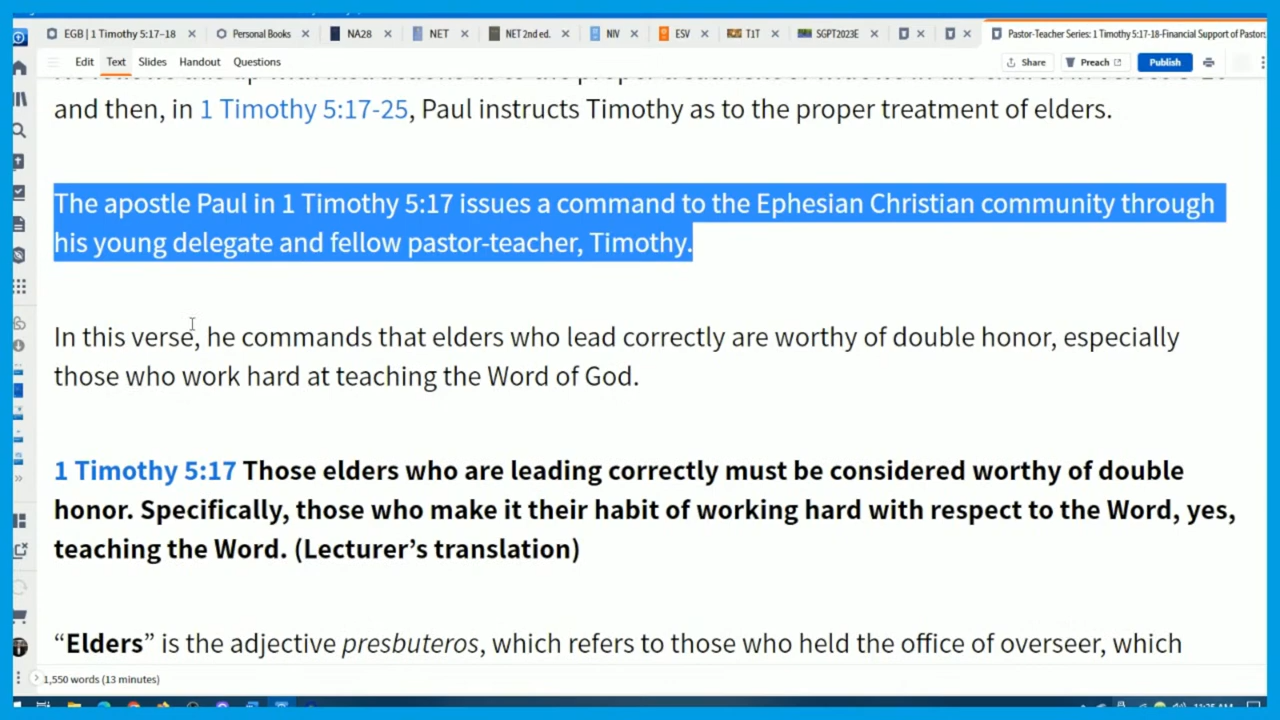 EGB | 1 Timothy 5:17–18 Personal Books NA28 NET NET 2nd ed. NIV ESV T1T SGPT2023E Pastor-Teacher Series: 1 Timothy 5:17-18-Financial Support of Pastor
Edit Text Slides Handout Questions Share Preach Publish
and then, in 1 Timothy 5:17-25, Paul instructs Timothy as to the proper treatment of elders.
The apostle Paul in 1 Timothy 5:17 issues a command to the Ephesian Christian community through
his young delegate and fellow pastor-teacher, Timothy.
In this verse, he commands that elders who lead correctly are worthy of double honor, especially
those who work hard at teaching the Word of God.
1 Timothy 5:17 Those elders who are leading correctly must be considered worthy of double
honor. Specifically, those who make it their habit of working hard with respect to the Word, yes,
teaching the Word. (Lecturer’s translation)
“Elders” is the adjective presbuteros, which refers to those who held the office of overseer, which
1,550 words (13 minutes)